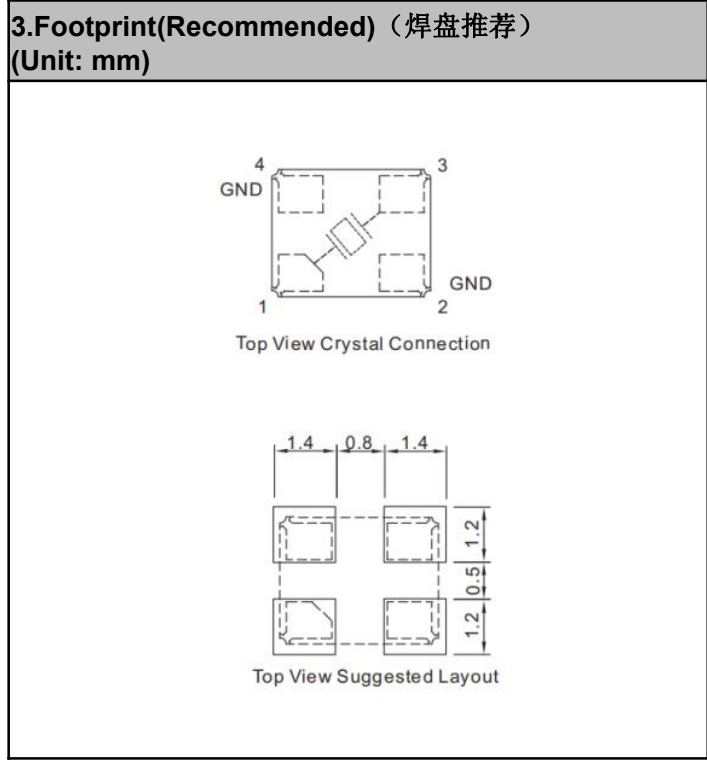 3.Footprint(Recommended)（焊盘推荐）
(Unit: mm)
4
3
GND
GND
1
2
Top View Crystal Connection
1.4
0.8
1.4
1.2
0.5
1.2
Top View Suggested Layout